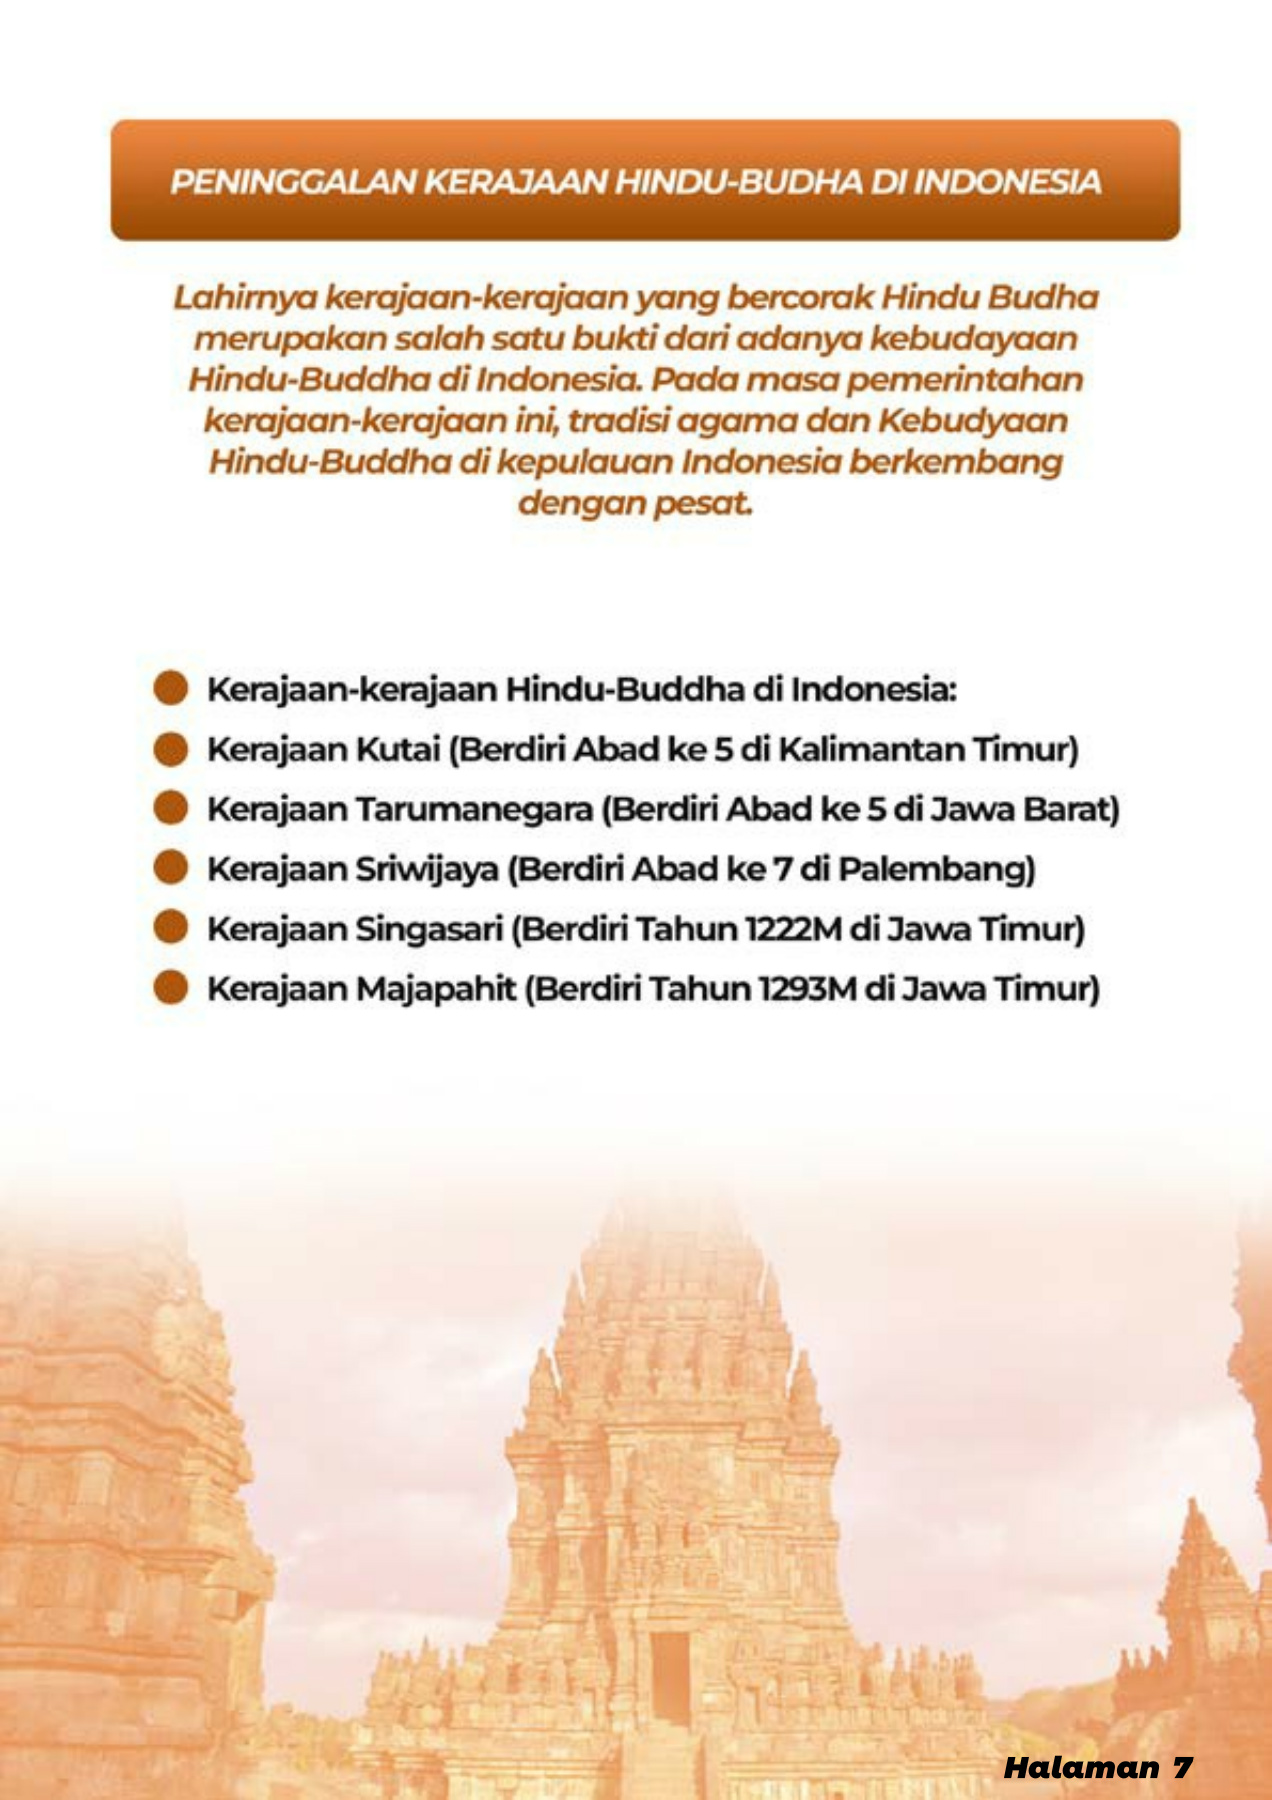 PENINGGALAN KERAJAAN HINDU-BUDHA DI INDONESIA
Lahirnya kerajaan-kerajaan yang bercorak Hindu Budha
merupakan salah satu bukti dari adanya kebudayaan
Hindu-Buddha di Indonesia. Pada masa pemerintahan
kerajaan-kerajaan ini, tradisi agama dan Kebudyaan
Hindu-Buddha di kepulauan Indonesia berkembang
dengan pesat.
Kerajaan-kerajaan Hindu-Buddha di Indonesia:
Kerajaan Kutai (Berdiri Abad ke 5 di Kalimantan Timur)
Kerajaan Tarumanegara (Berdiri Abad ke 5 di Jawa Barat)
Kerajaan Sriwijaya (Berdiri Abad ke 7 di Palembang)
Kerajaan Singasari (Berdiri Tahun 1222M di Jawa Timur)
Kerajaan Majapahit (Berdiri Tahun 1293M di Jawa Timur)
Halaman 7